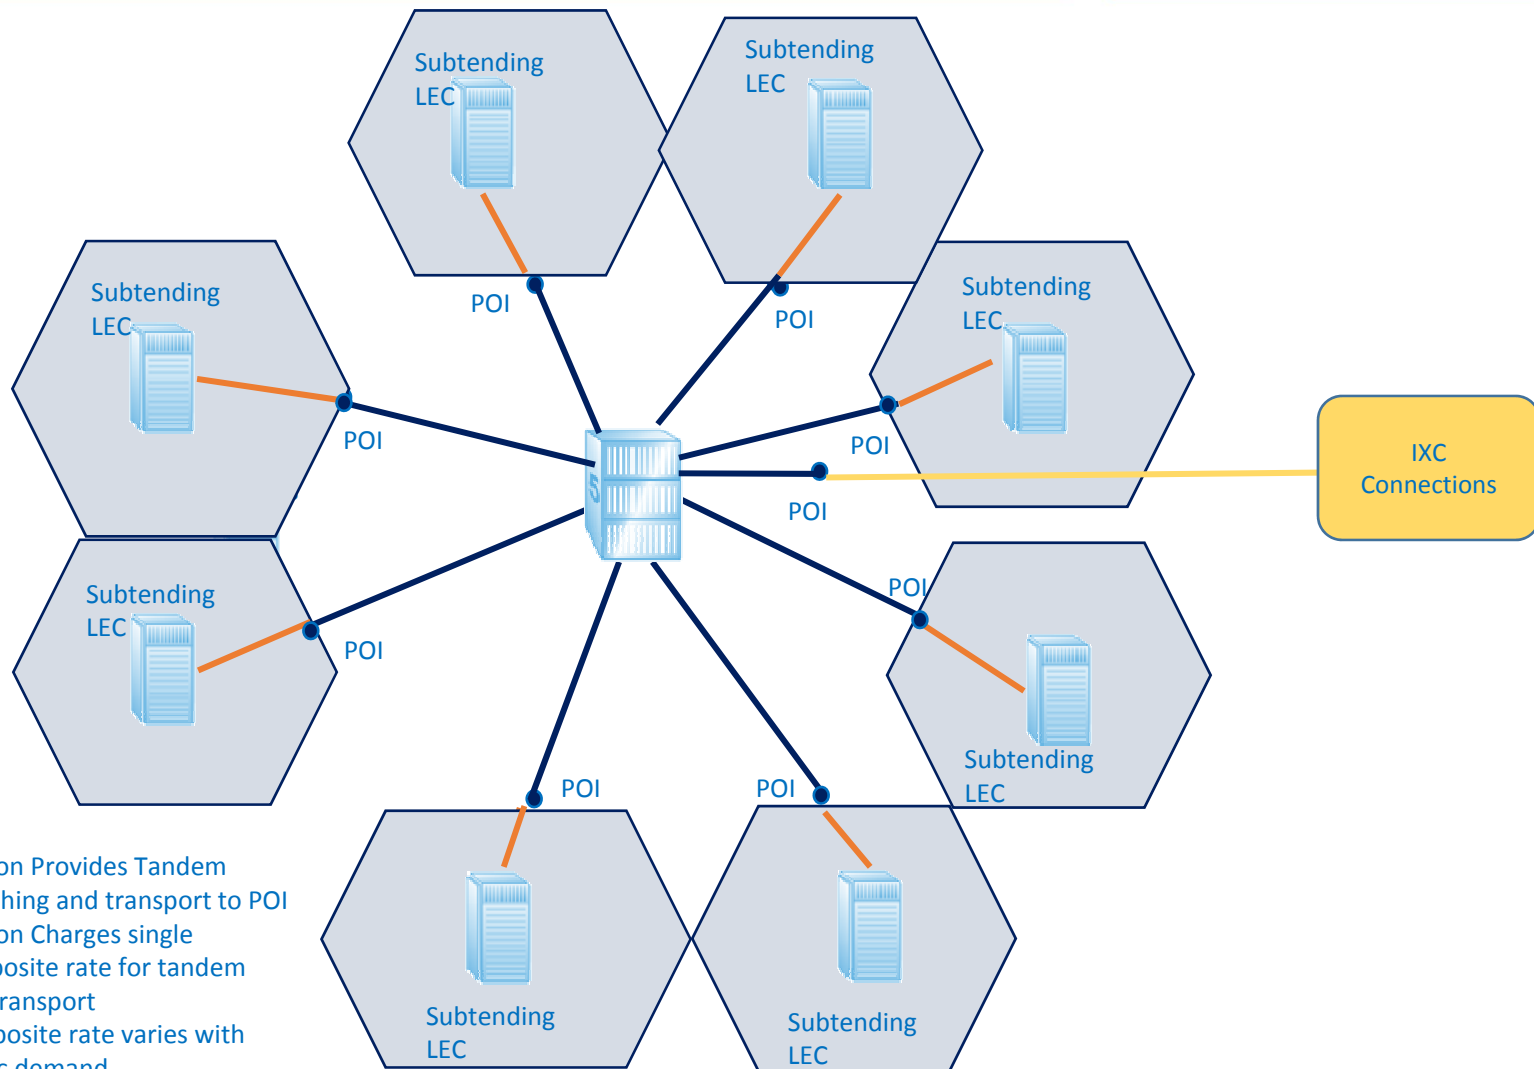 Subtending
LEC
Subtending
LEC
Subtending
LEC
Subtending
LEC
POI
POI
POI
POI
IXC
Connections
POI
5
Subtending
LEC
POI
POI
Subtending
LEC
POI
POI
on Provides Tandem
hing and transport to POI
on Charges single
posite rate for tandem
ransport
posite rate varies with
demand
Subtending
LEC
Subtending
LEC